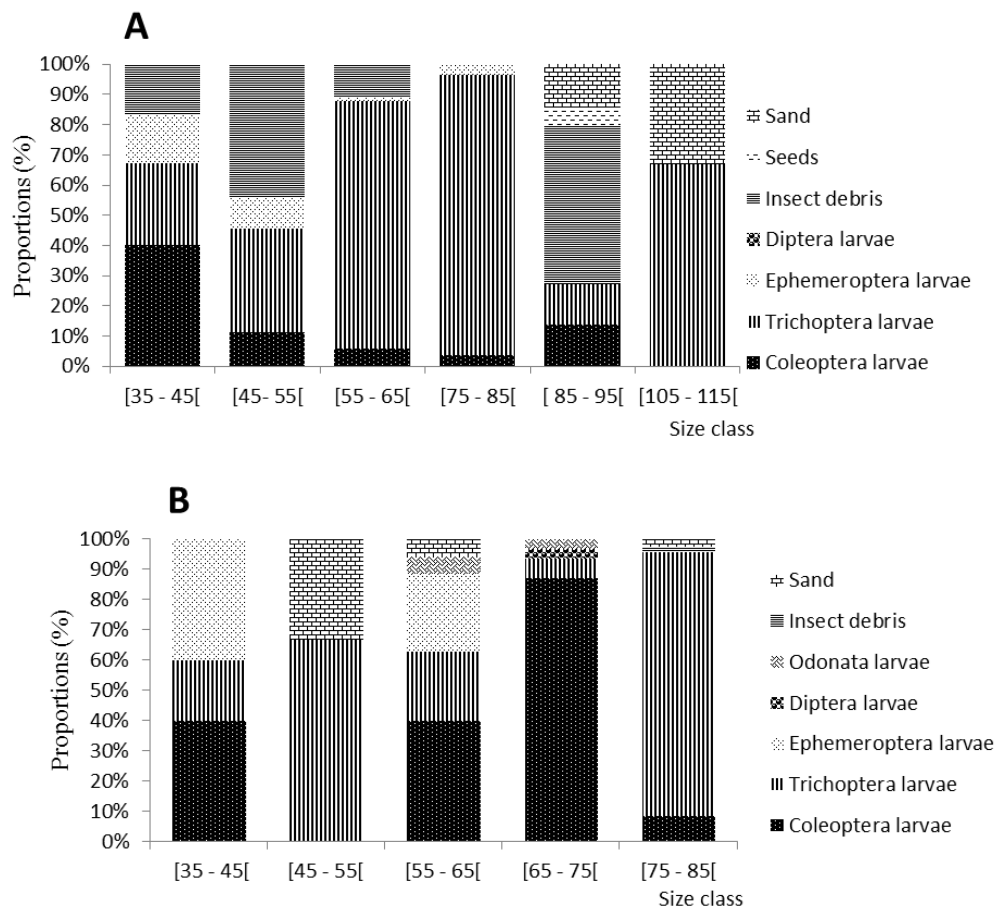 A
100%
90%
80%
70%
60%
50%
40%
30%
20%
10%
0%
Proportions (%)
[35 - 45[ [45- 55[ [55 - 65[ [75 - 85[ [ 85 - 95[ [105 - 115[
Size class
Sand
Seeds
Insect debris
Diptera larvae
Ephemeroptera larvae
Trichoptera larvae
Coleoptera larvae
B
100%
90%
80%
70%
60%
50%
40%
30%
20%
10%
0%
Proportions (%)
[35 - 45[ [45 - 55[ [55 - 65[ [65 - 75[ [75 - 85[
Size class
Sand
Insect debris
Odonata larvae
Diptera larvae
Ephemeroptera larvae
Trichoptera larvae
Coleoptera larvae